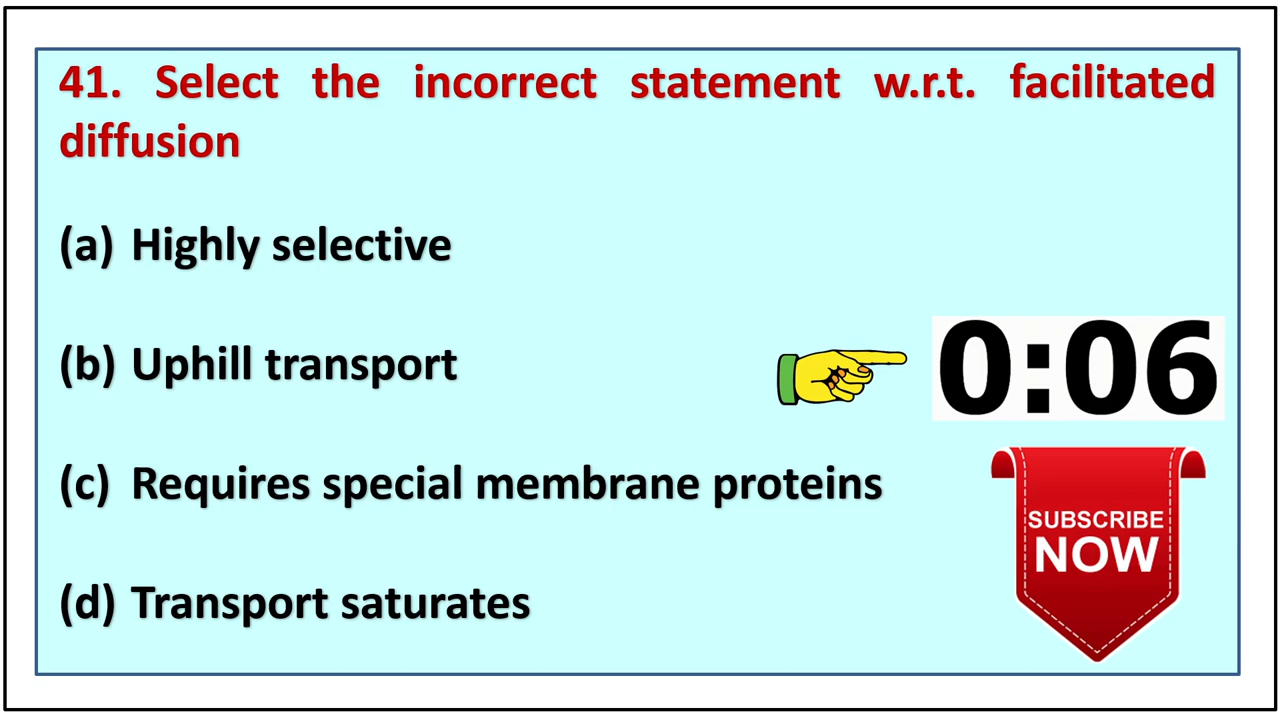 41. Select the incorrect statement w.r.t. facilitated
diffusion
(a) Highly selective
(b) Uphill transport
0:06
(c) Requires special membrane proteins
SUBSCRIBE
NOW
(d) Transport saturates